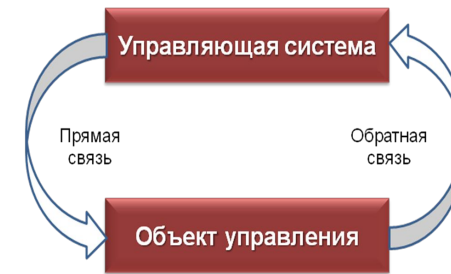 Управляющая система
Прямая
связь
Обратная
связь
Объект управления